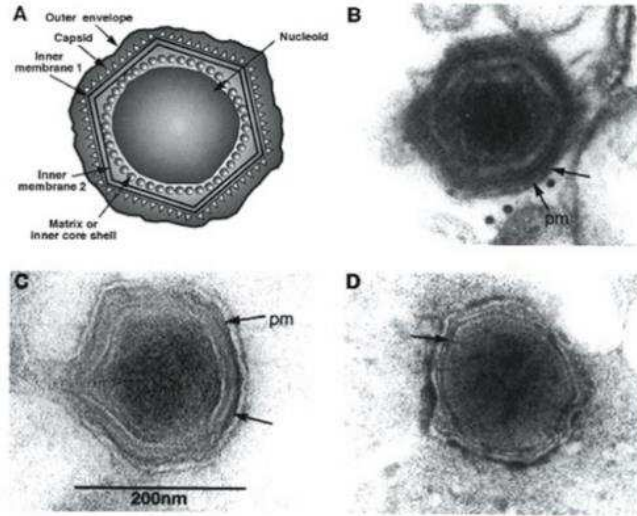 A
Outer envelope
Capsid
Inner
membrane 1
Nucleoid
Inner
membrane 2
Matrix or
inner core shell
B
pm
C
pm
200nm
D